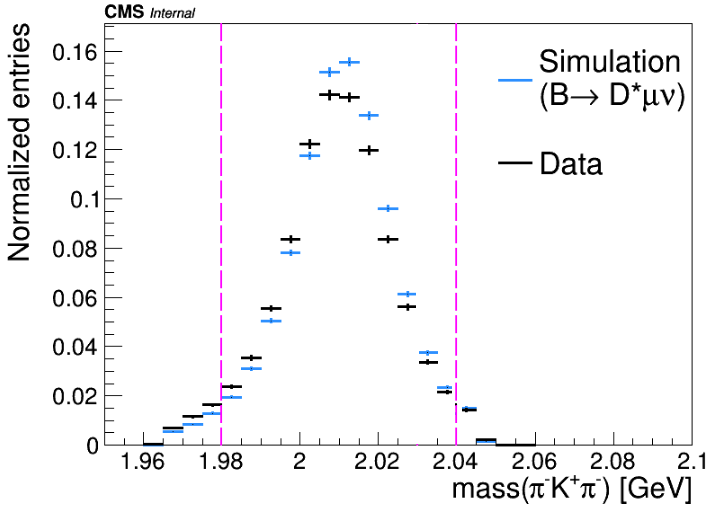 CMS Internal
Normalized entries
0.16
0.14
0.12
0.1
0.08
0.06
0.04
0.02
0
Simulation
(B→ D*μν)
Data
1.96 1.98 2 2.02 2.04 2.06 2.08 2.1
mass(π⁻K⁺π⁻) [GeV]